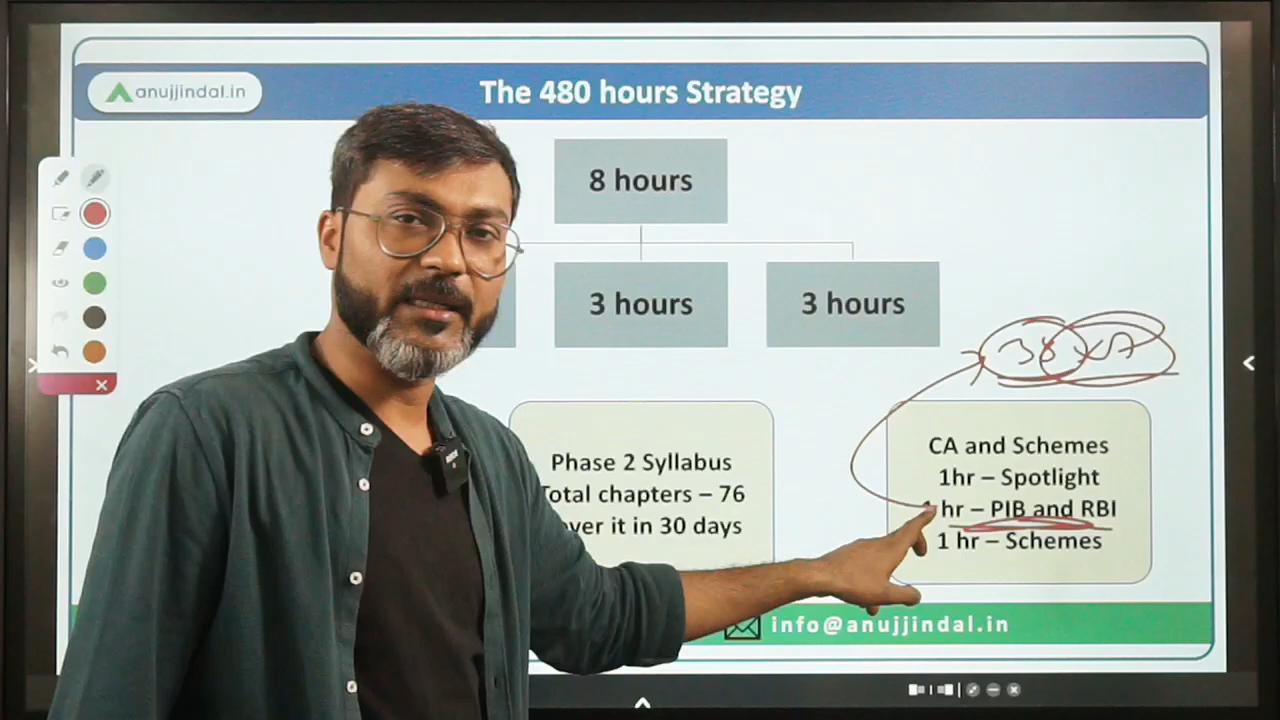 anujjindal.in
The 480 hours Strategy
8 hours
3 hours
3 hours
Phase 2 Syllabus
Total chapters – 76
over it in 30 days
CA and Schemes
1hr – Spotlight
hr – PIB and RBI
1 hr – Schemes
info@anujjindal.in